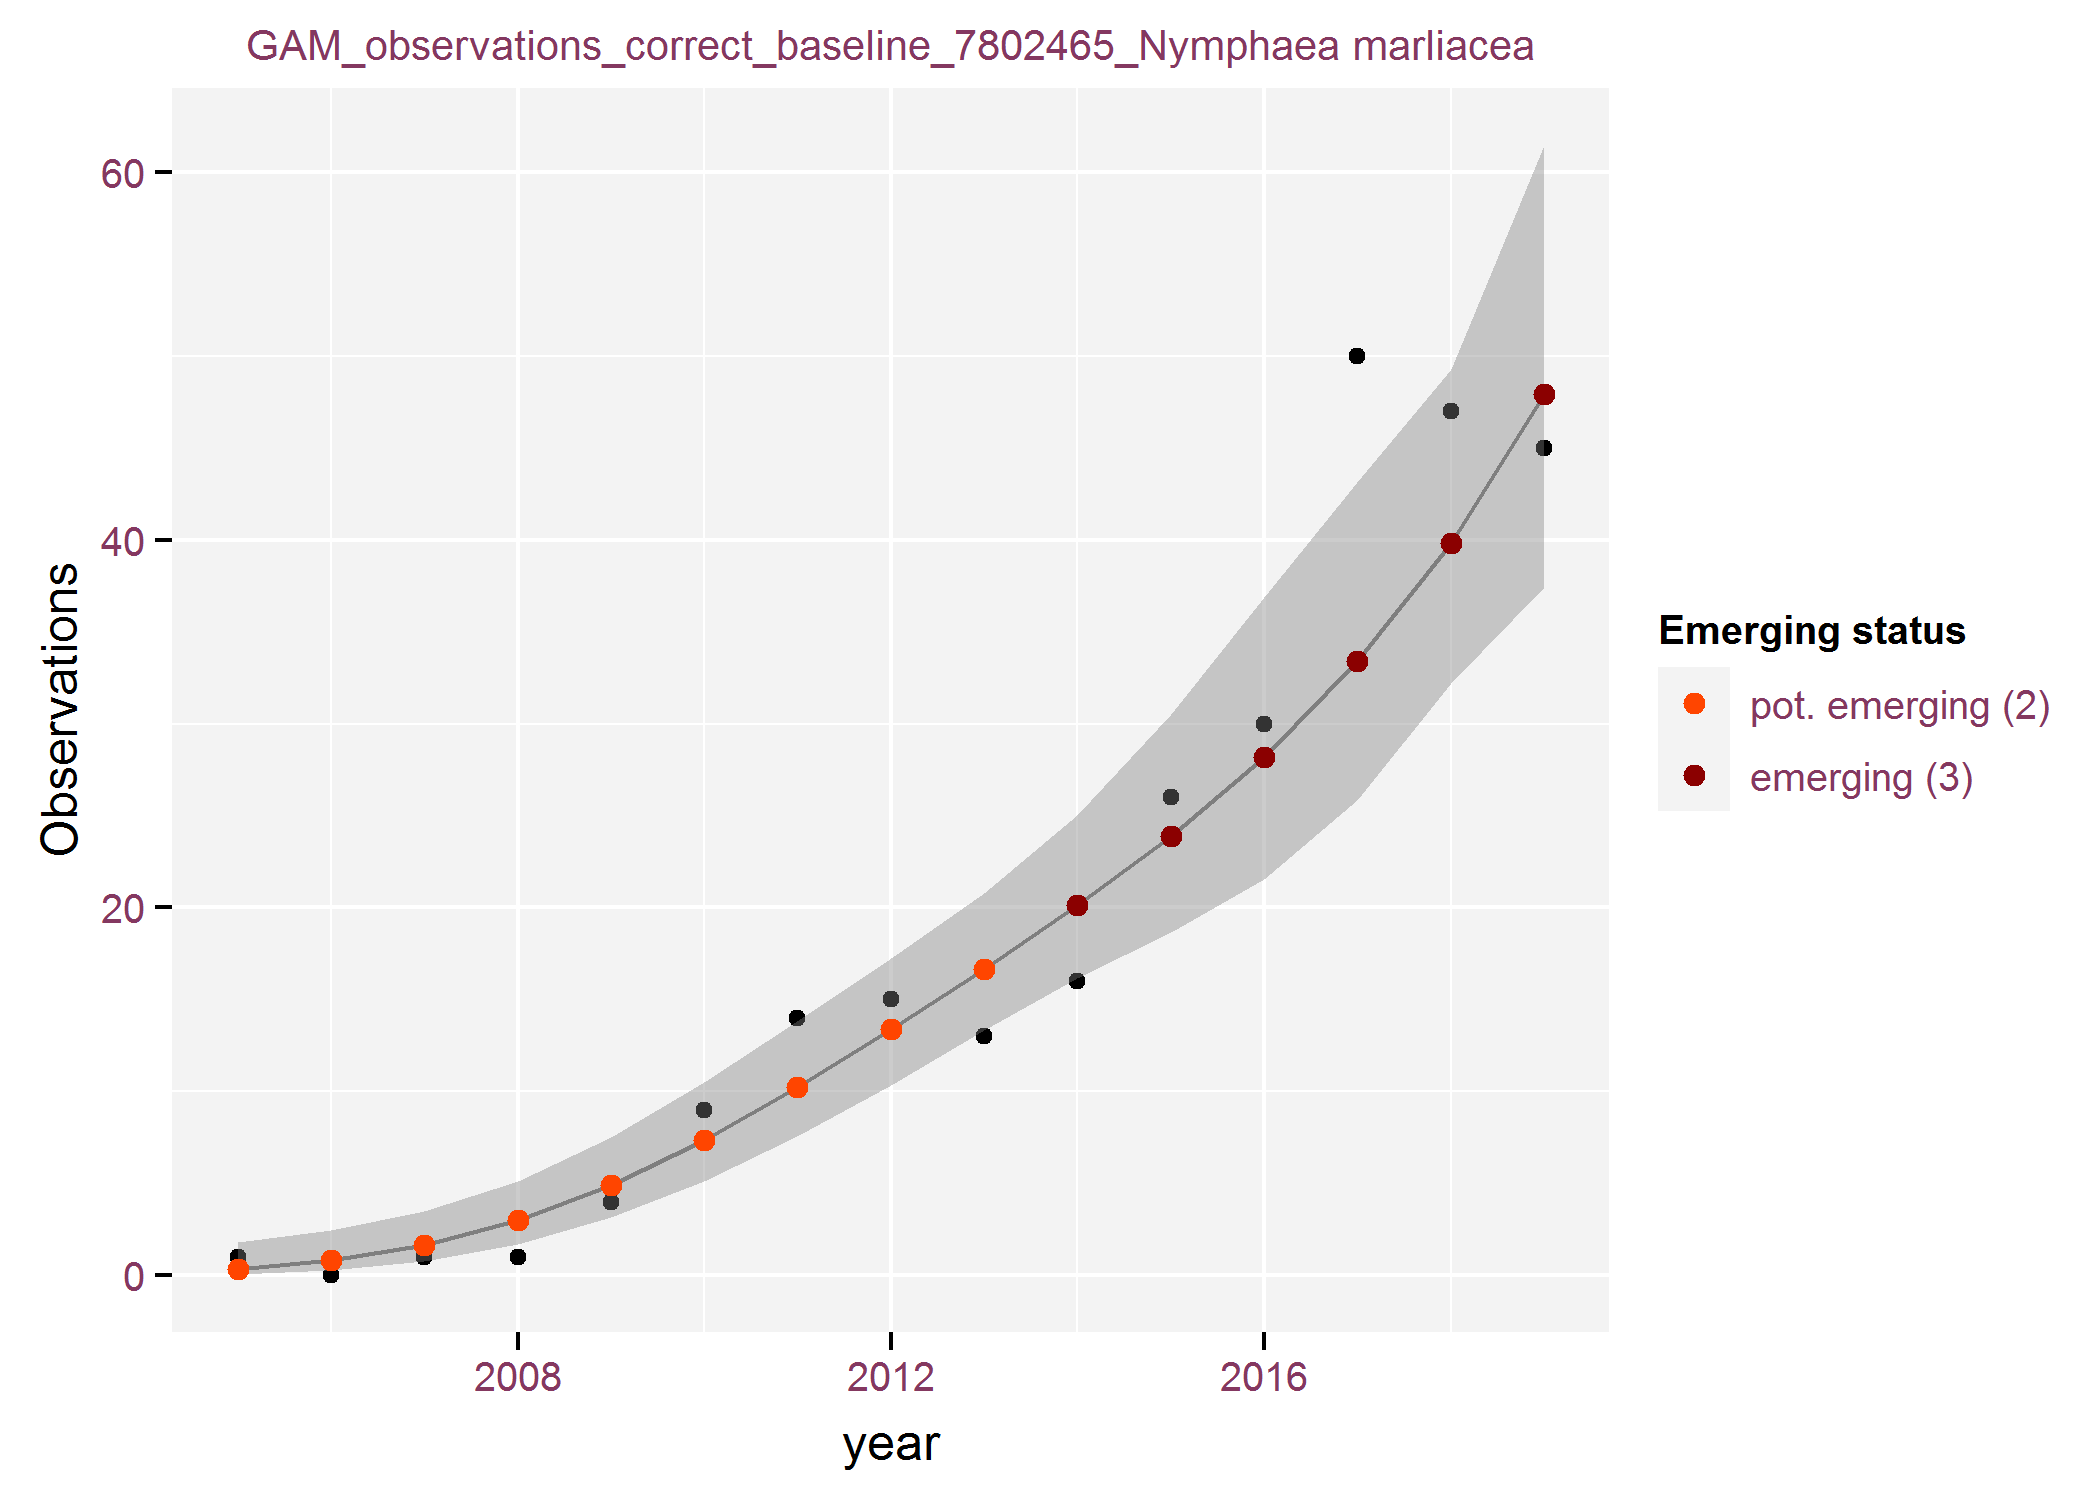 GAM_observations_correct_baseline_7802465_Nymphaea marliacea
60
40
20
0
Observations
2008 2012 2016
year
Emerging status
pot. emerging (2)
emerging (3)